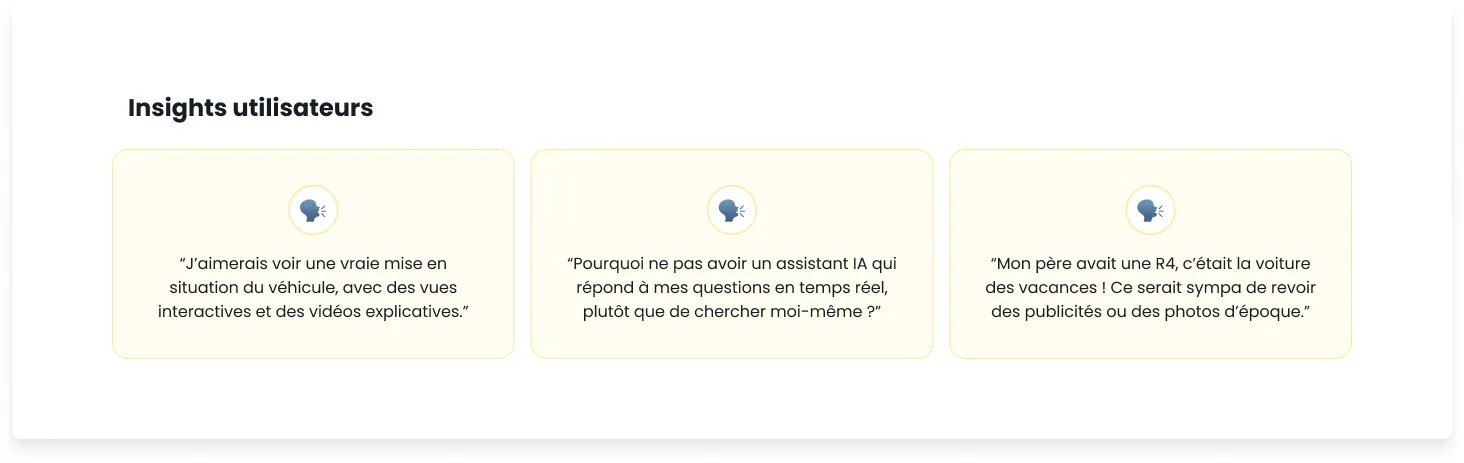 Insights utilisateurs
“J’aimerais voir une vraie mise en
situation du véhicule, avec des vues
interactives et des vidéos explicatives.”
“Pourquoi ne pas avoir un assistant IA qui
répond à mes questions en temps réel,
plutôt que de chercher moi-même ?”
“Mon père avait une R4, c’était la voiture
des vacances ! Ce serait sympa de revoir
des publicités ou des photos d’époque.”